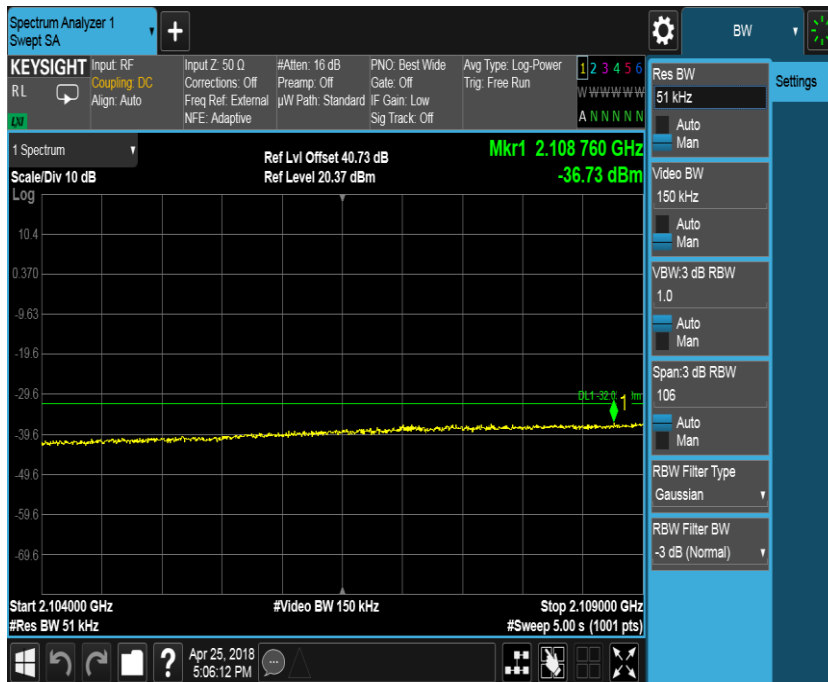 Spectrum Analyzer 1
Swept SA
+
BW
KEYSIGHT
RL
LXI
Input: RF
Coupling: DC
Align: Auto
Input Z: 50 Ω
Corrections: Off
Freq Ref: External
NFE: Adaptive
#Atten: 16 dB
Preamp: Off
µW Path: Standard
PNO: Best Wide
Gate: Off
IF Gain: Low
Sig Track: Off
Avg Type: Log-Power
Trig: Free Run
1 2 3 4 5 6
W W W W W W
A N N N N N
1 Spectrum
Scale/Div 10 dB
Log
Ref Lvl Offset 40.73 dB
Ref Level 20.37 dBm
Mkr1 2.108 760 GHz
-36.73 dBm
10.4
0.370
-9.63
-19.6
-29.6
-39.6
-49.6
-59.6
-69.6
DL1 -32.0
1
Start 2.104000 GHz
#Res BW 51 kHz
#Video BW 150 kHz
Stop 2.109000 GHz
#Sweep 5.00 s (1001 pts)
Res BW
51 kHz
Auto
Man
Video BW
150 kHz
Auto
Man
VBW:3 dB RBW
1.0
Auto
Man
Span:3 dB RBW
106
Auto
Man
RBW Filter Type
Gaussian
RBW Filter BW
-3 dB (Normal)
Settings
?
Apr 25, 2018
5:06:12 PM